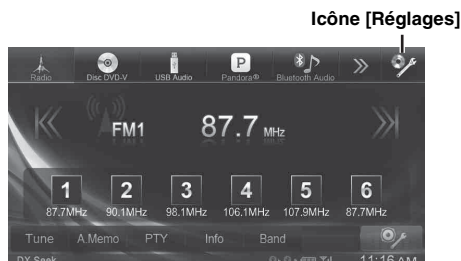 Icône [Réglages]
Radio Disc DVD-V USB Audio Pandora® Bluetooth Audio
FM1 87.7 MHz
1 2 3 4 5 6
87.7MHz 90.1MHz 98.1MHz 106.1MHz 107.9MHz 87.7MHz
Tune A.Memo PTY Info Band
DX Seek 11:16 AM